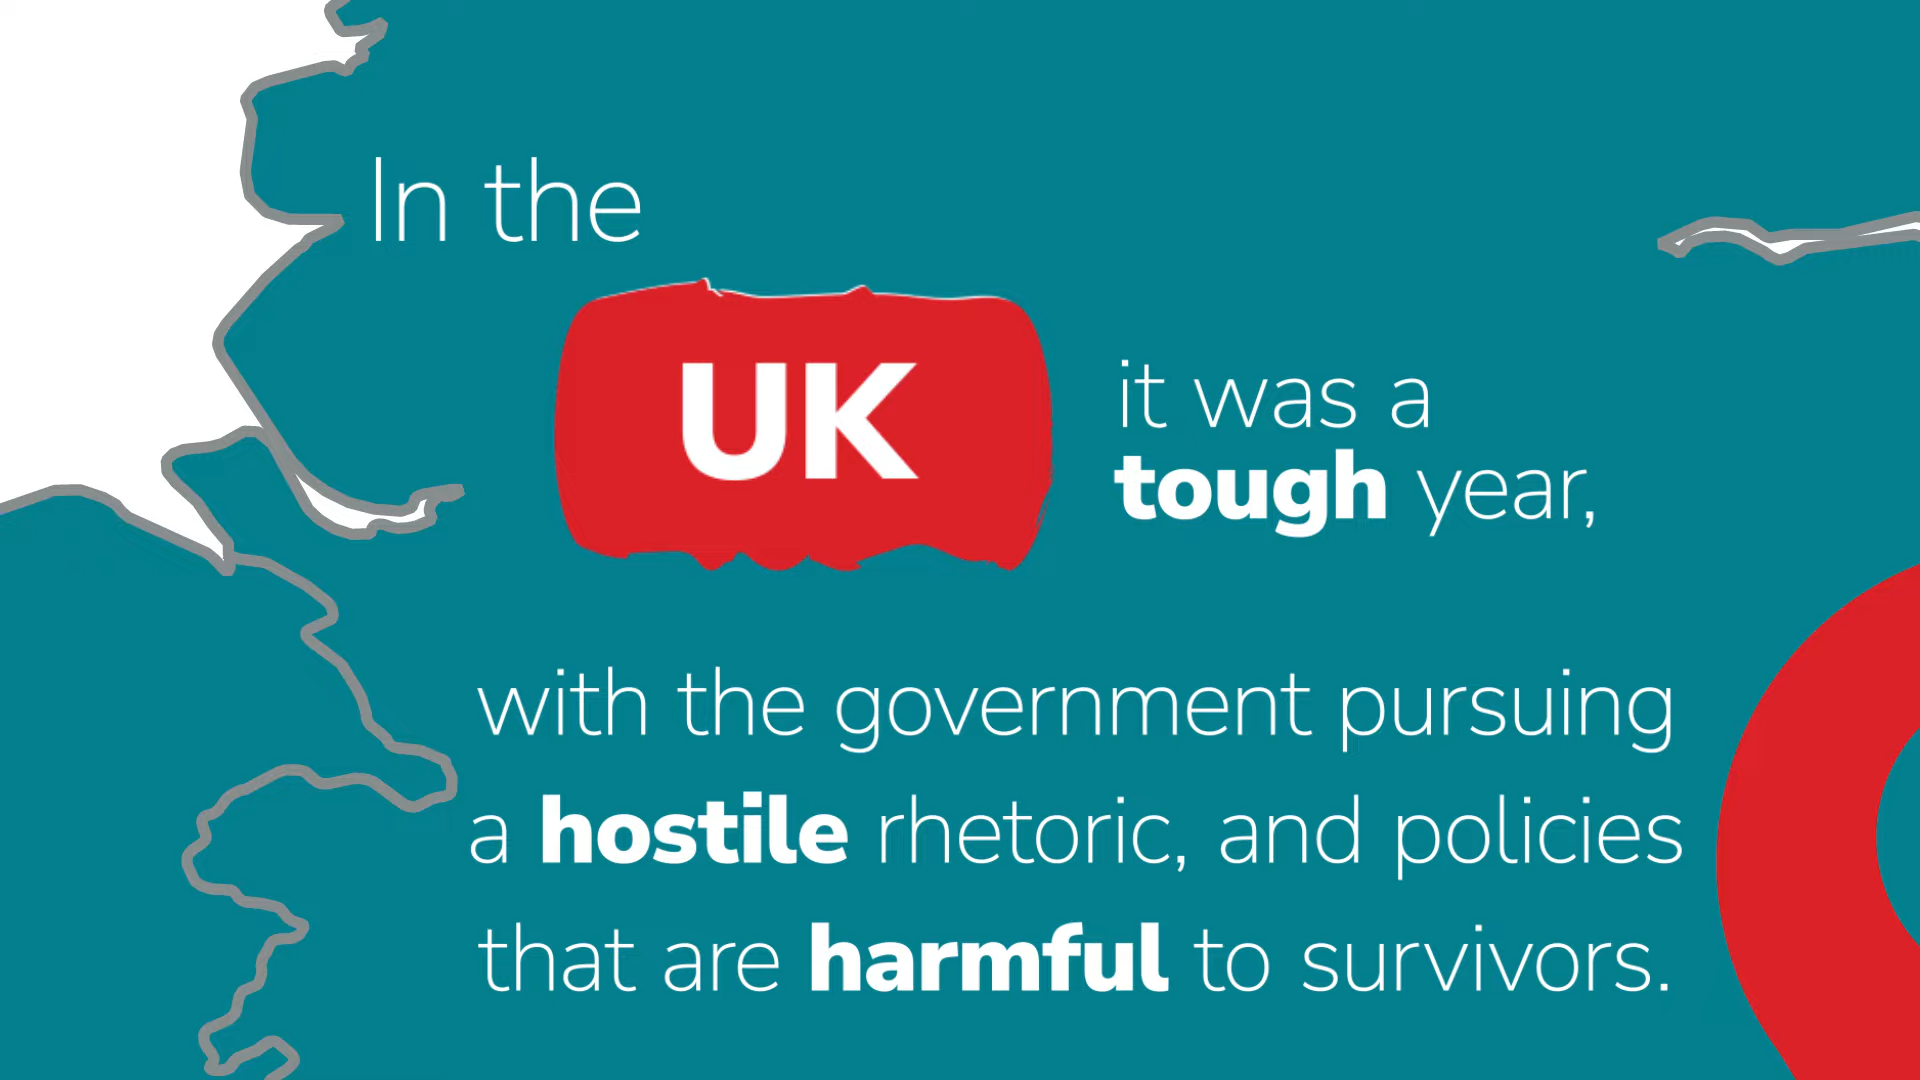 In the
UK
it was a
tough year,
with the government pursuing
a hostile rhetoric, and policies
that are harmful to survivors.